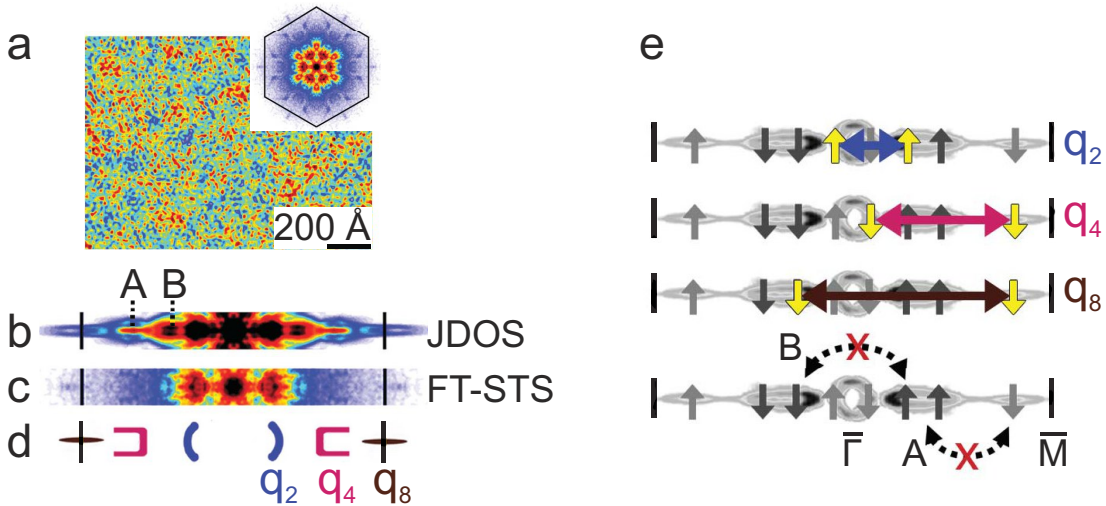 a
200 Å
A
B
b
JDOS
c
FT-STS
d
q2
q4
q8
e
q2
q4
q8
B
X
Γ̅
A
X
M̅